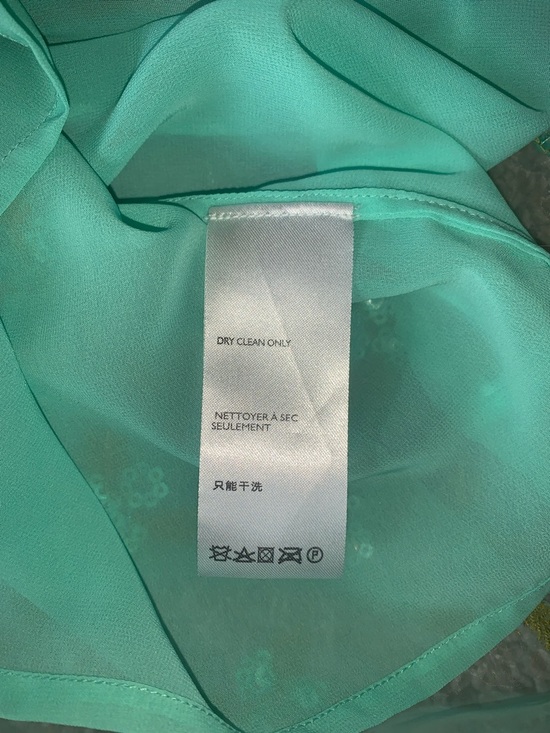 DRY CLEAN ONLY
NETTOYER À SEC
SEULEMENT
只能干洗
P